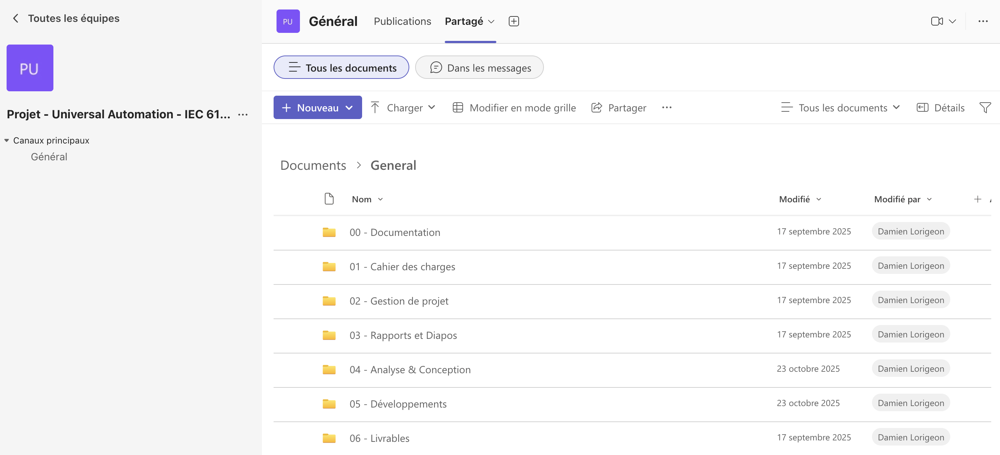 Toutes les équipes
PU
Projet - Universal Automation - IEC 61...
Canaux principaux
Général
PU
Général
Publications
Partagé
Tous les documents
Dans les messages
Nouveau
Charger
Modifier en mode grille
Partager
Tous les documents
Détails
Documents > General
Nom
Modifié
Modifié par
00 - Documentation
17 septembre 2025
Damien Lorigeon
01 - Cahier des charges
17 septembre 2025
Damien Lorigeon
02 - Gestion de projet
17 septembre 2025
Damien Lorigeon
03 - Rapports et Diapos
17 septembre 2025
Damien Lorigeon
04 - Analyse & Conception
23 octobre 2025
Damien Lorigeon
05 - Développements
23 octobre 2025
Damien Lorigeon
06 - Livrables
17 septembre 2025
Damien Lorigeon